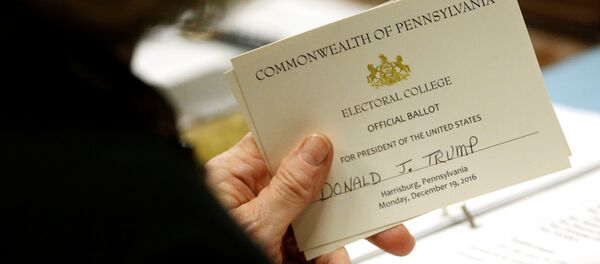 COMMONWEALTH OF PENNSYLVANIA
ELECTORAL COLLEGE
OFFICIAL BALLOT
FOR PRESIDENT OF THE UNITED STATES
DONALD J. TRUMP
Harrisburg, Pennsylvania
Monday, December 19, 2016